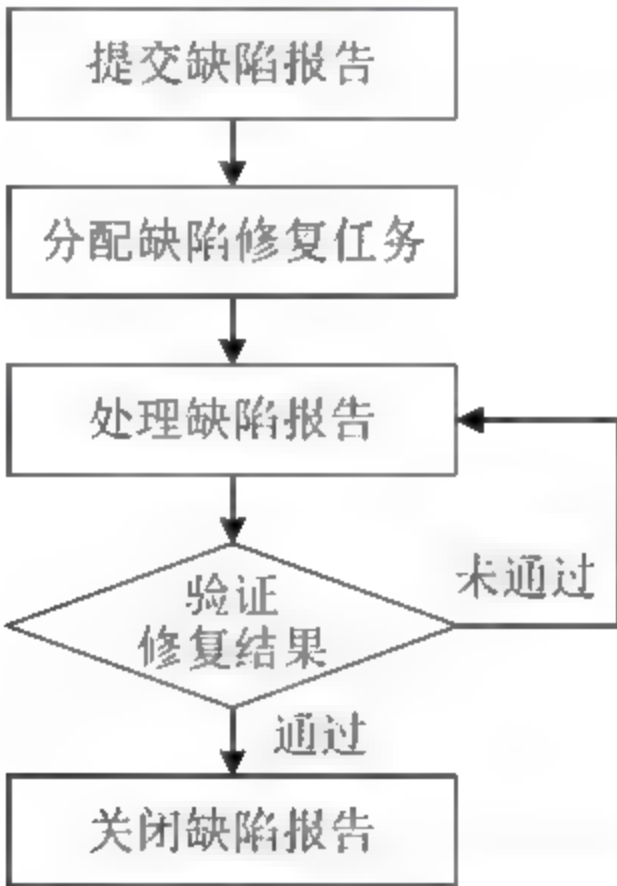 提交缺陷报告
分配缺陷修复任务
处理缺陷报告
验证
修复结果
未通过
通过
关闭缺陷报告